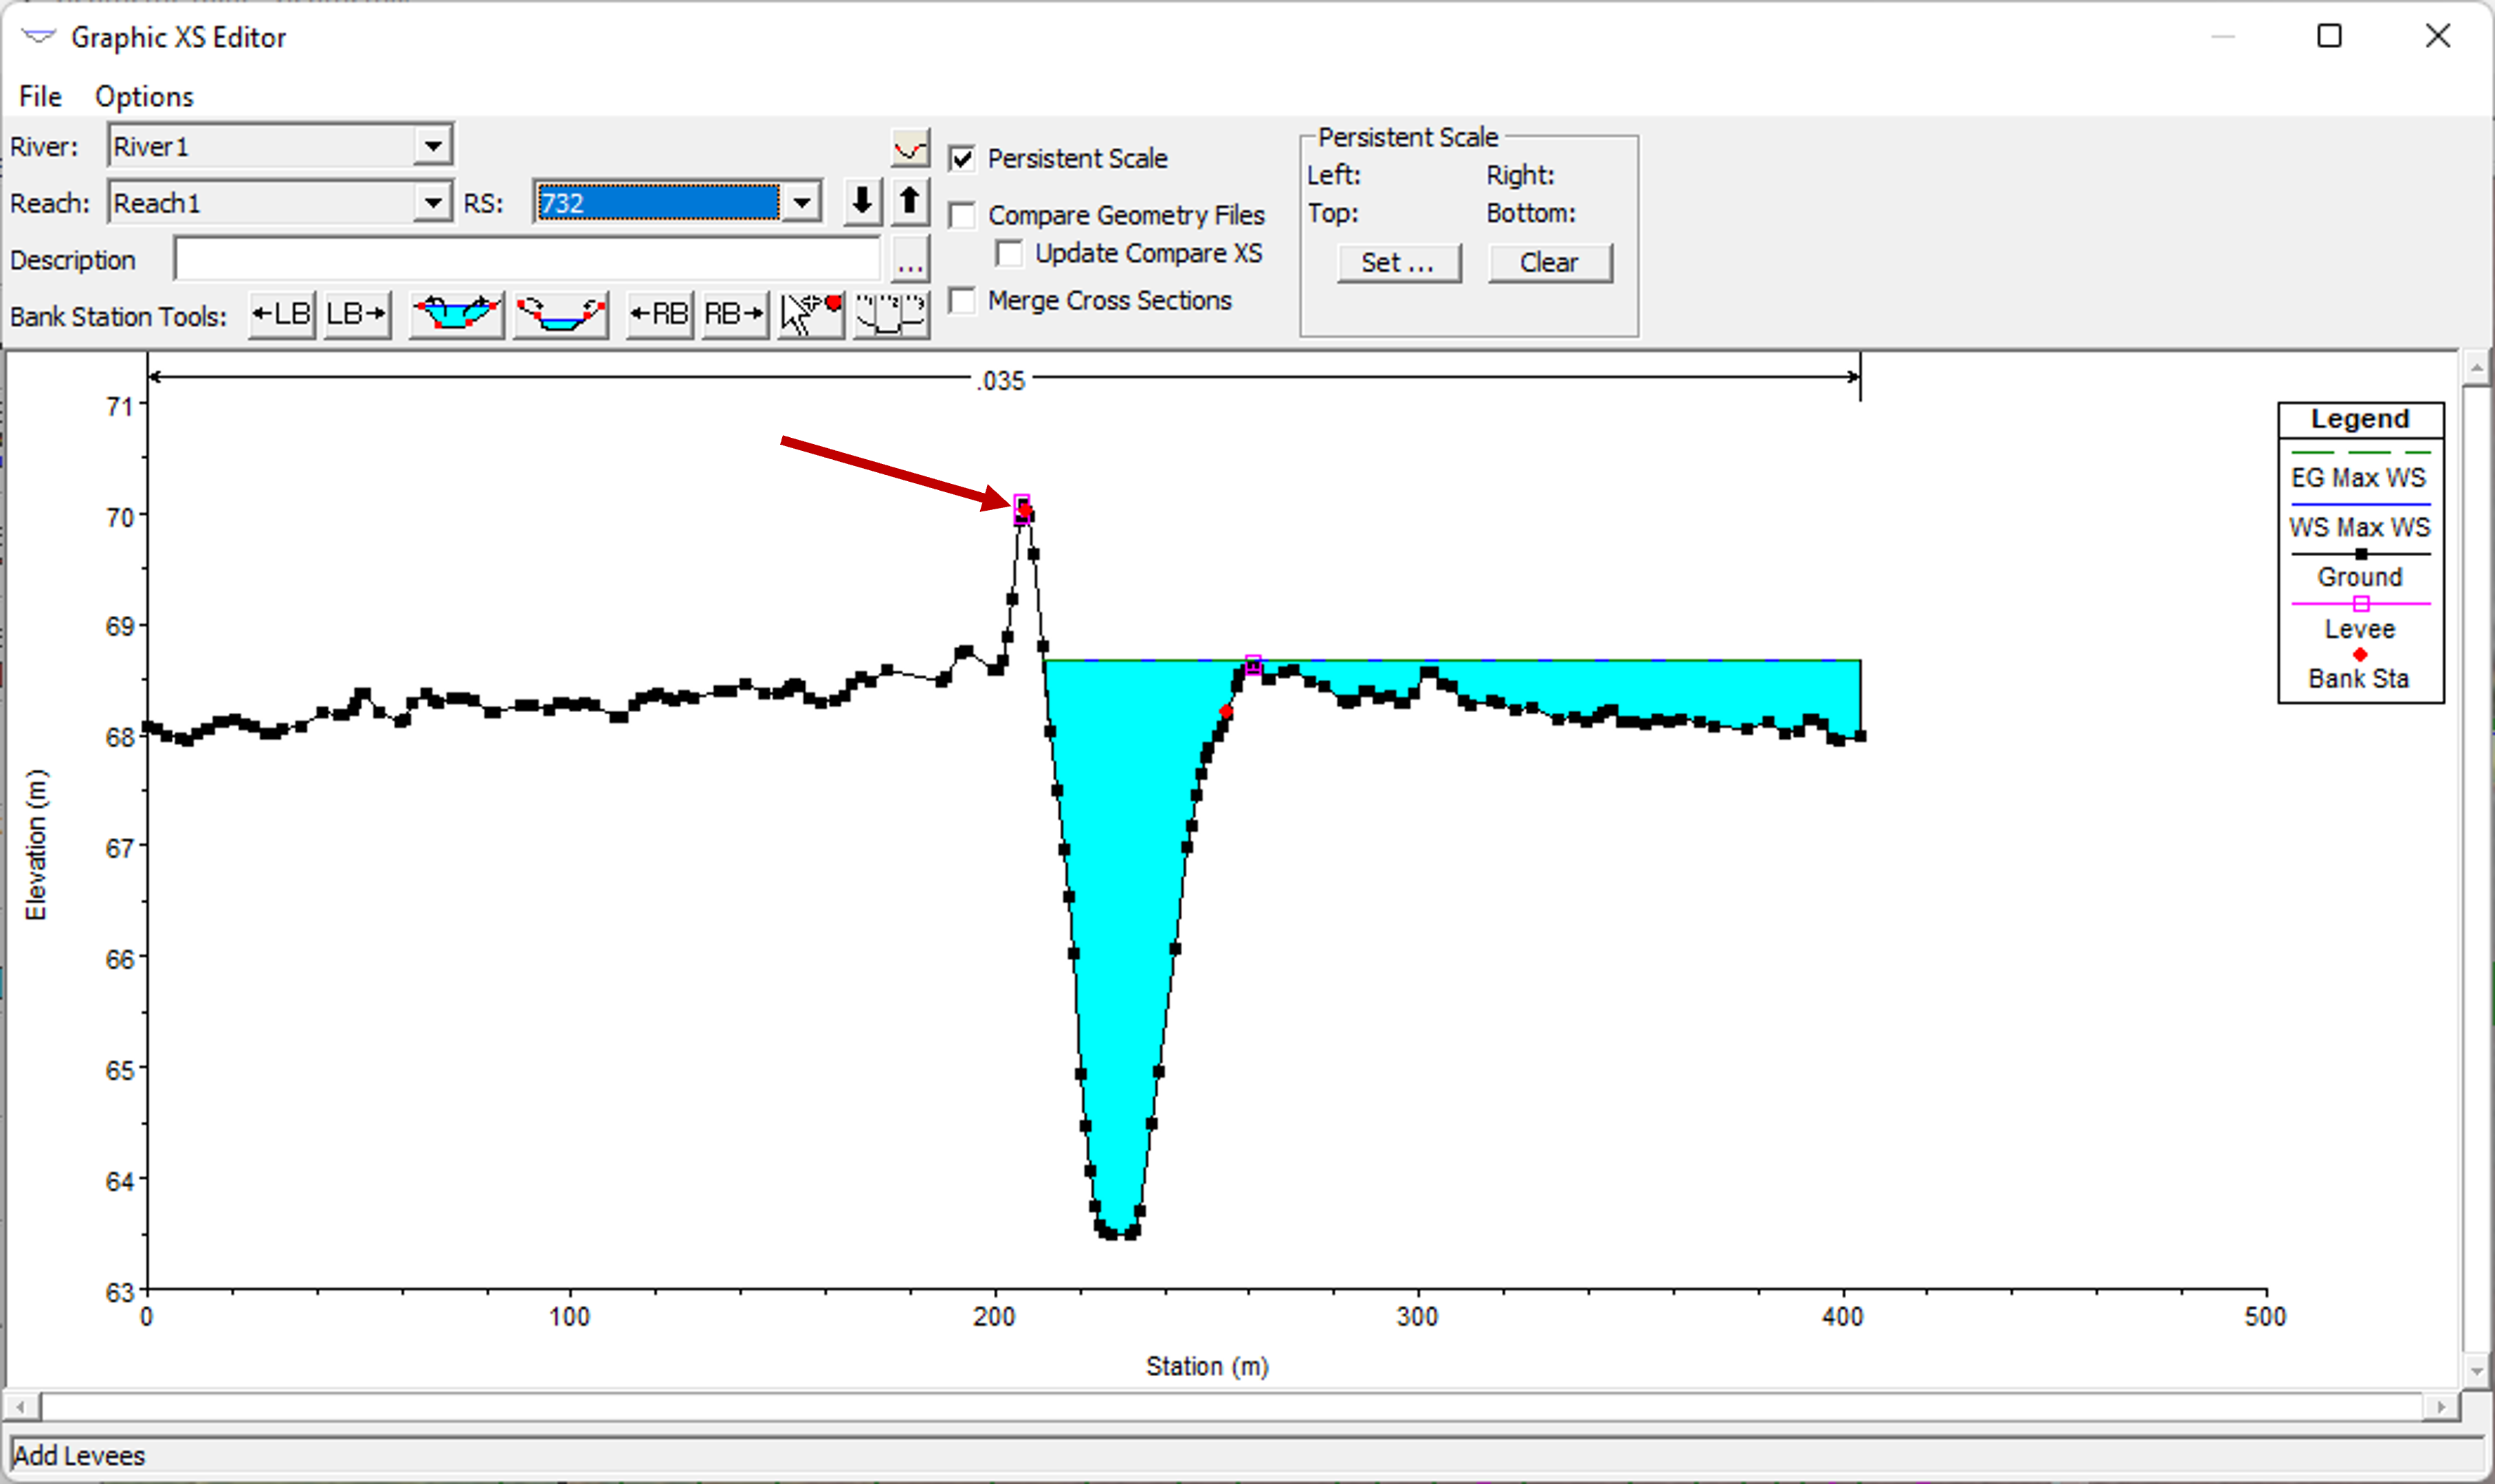 Graphic XS Editor
File Options
River: River1
Reach: Reach1 RS: 732
Description ...
Bank Station Tools: ←LB LB→ ←RB RB→
Persistent Scale
Compare Geometry Files
Update Compare XS
Merge Cross Sections
Persistent Scale
Left: Right:
Top: Bottom:
Set ... Clear
.035
71
70
69
68
67
66
65
64
63
Elevation (m)
0 100 200 300 400 500
Station (m)
Legend
EG Max WS
WS Max WS
Ground
Levee
Bank Sta
Add Levees